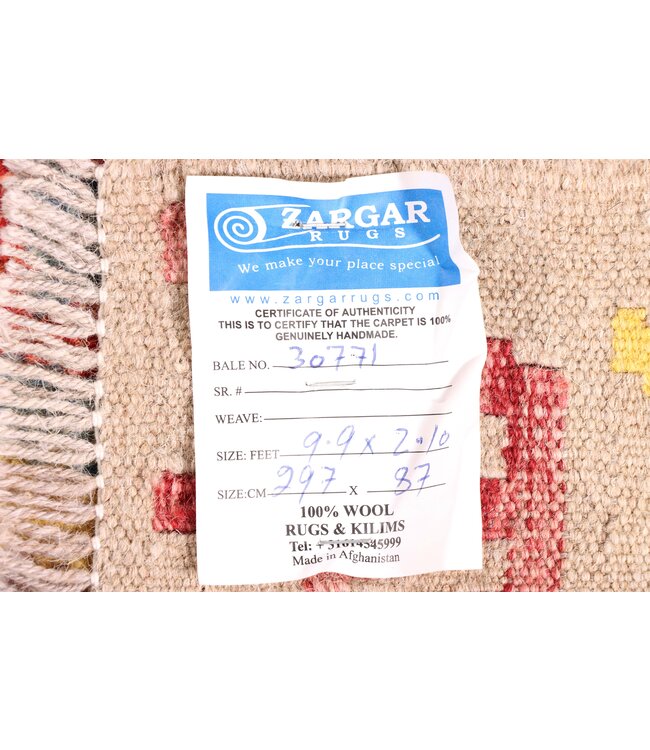 ZARGAR
RUGS
We make your place special
www.zargarrugs.com
CERTIFICATE OF AUTHENTICITY
THIS IS TO CERTIFY THAT THE CARPET IS 100%
GENUINELY HANDMADE.
BALE NO. 30771
SR. #
WEAVE:
SIZE: FEET 9.9 x 2.10
SIZE:CM 297 X 87
100% WOOL
RUGS & KILIMS
Tel: + 31614345999
Made in Afghanistan